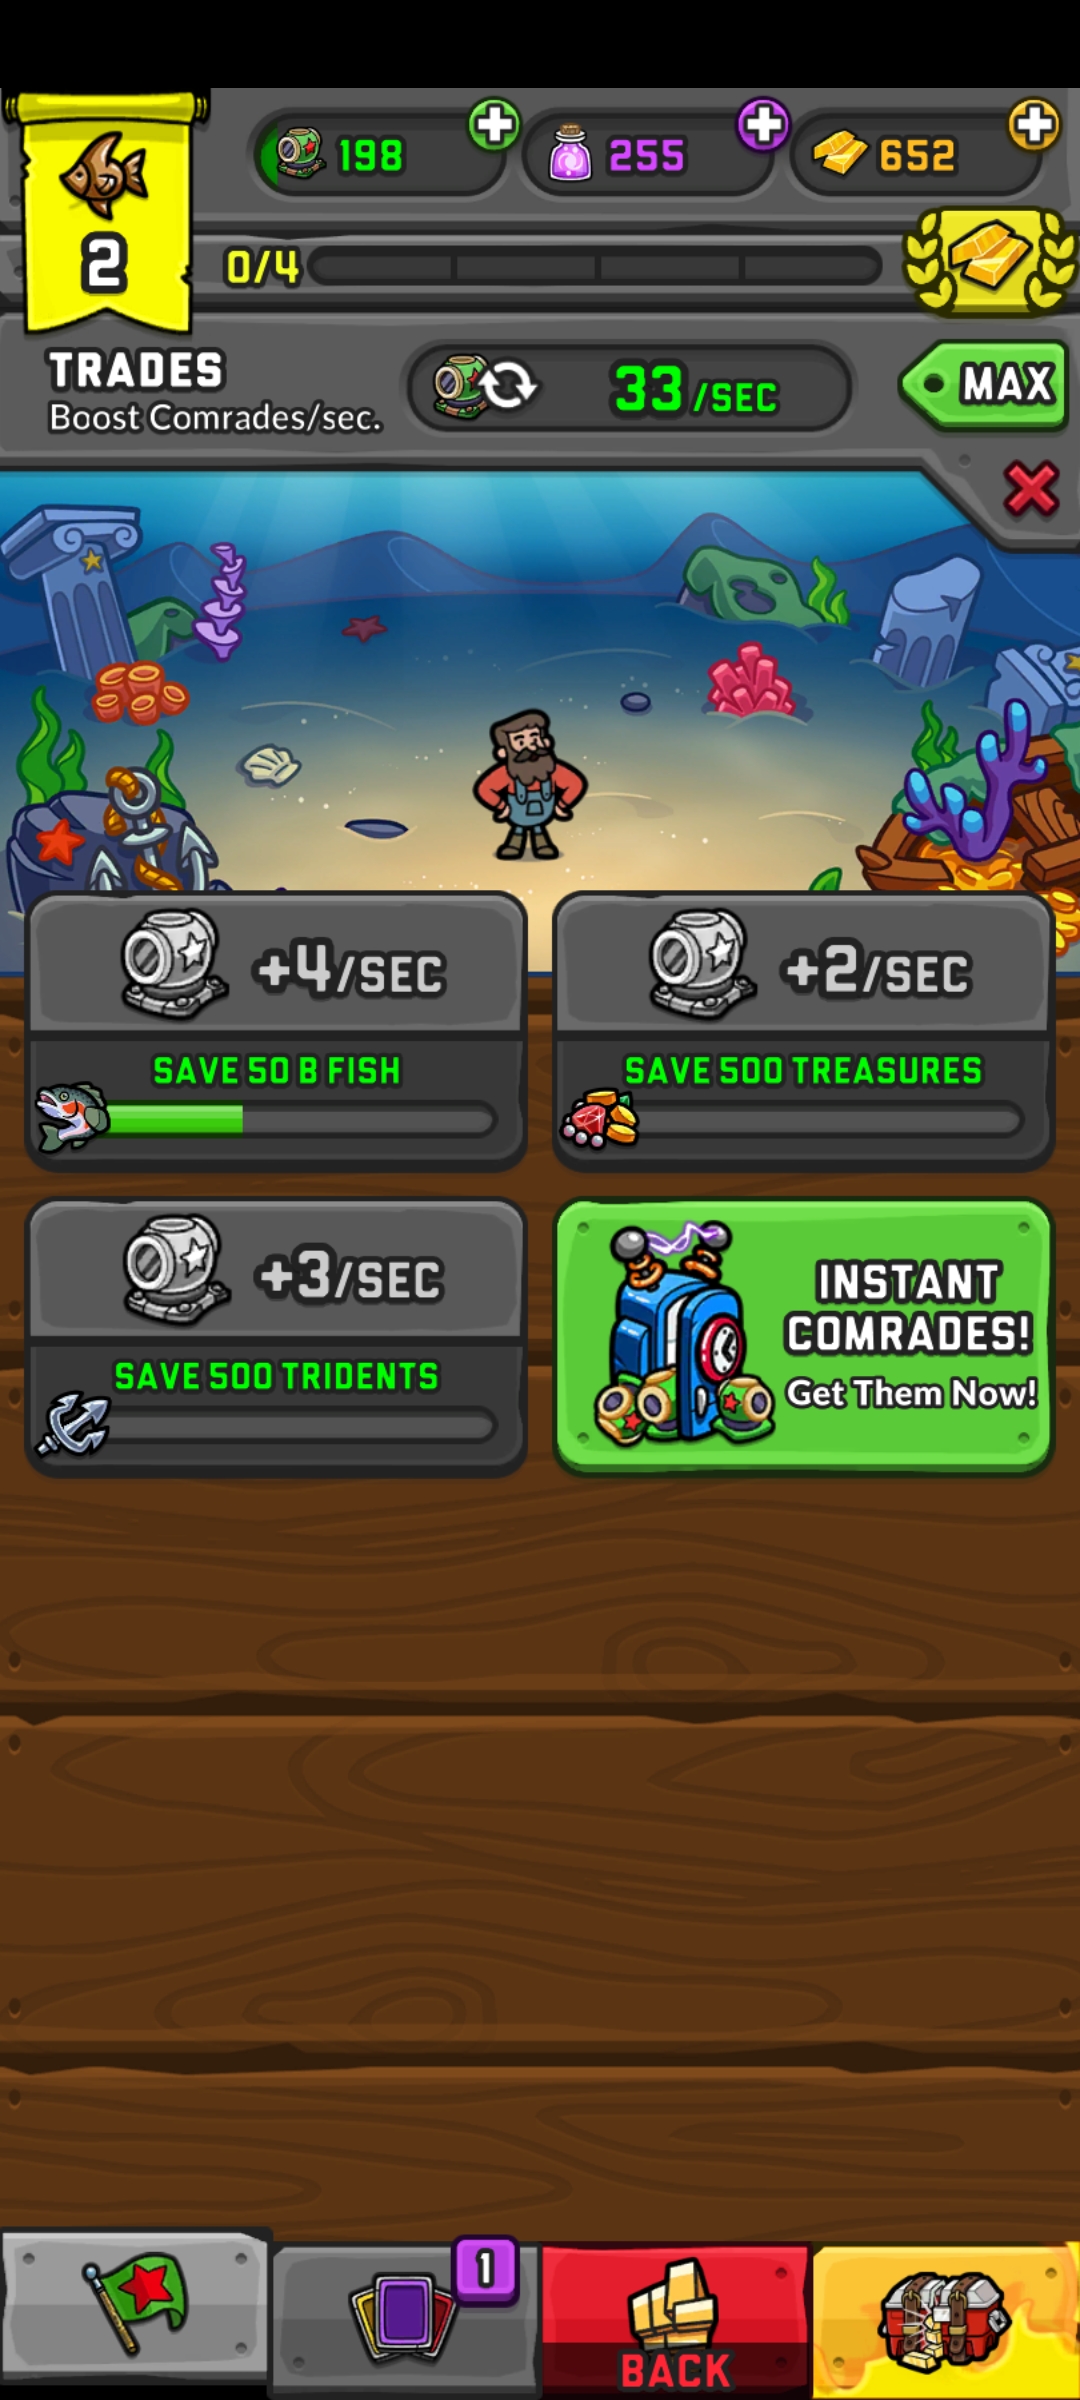 198
255
652
2
0/4
TRADES
Boost Comrades/sec.
33/SEC
MAX
+4/SEC
SAVE 50 B FISH
+2/SEC
SAVE 500 TREASURES
+3/SEC
SAVE 500 TRIDENTS
INSTANT
COMRADES!
Get Them Now!
1
BACK